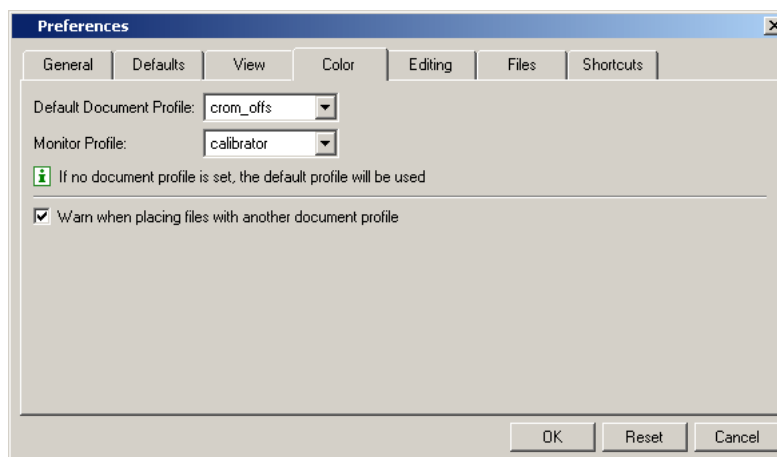 Preferences
General Defaults View Color Editing Files Shortcuts
Default Document Profile: crom_offs
Monitor Profile: calibrator
If no document profile is set, the default profile will be used
Warn when placing files with another document profile
OK Reset Cancel